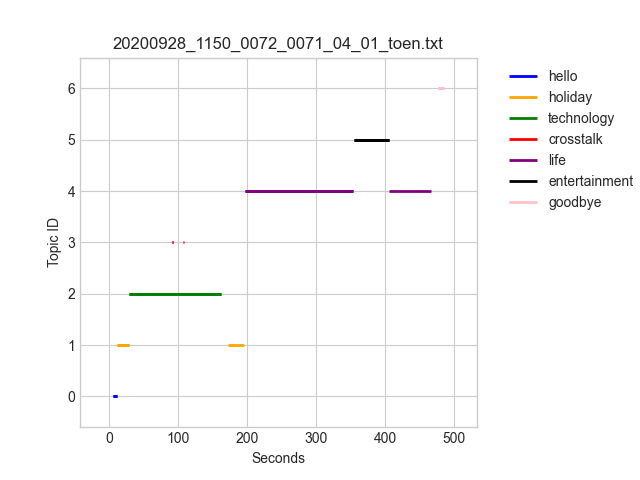 20200928_1150_0072_0071_04_01_toen.txt
Topic ID
6
5
4
3
2
1
0
0 100 200 300 400 500
Seconds
hello
holiday
technology
crosstalk
life
entertainment
goodbye